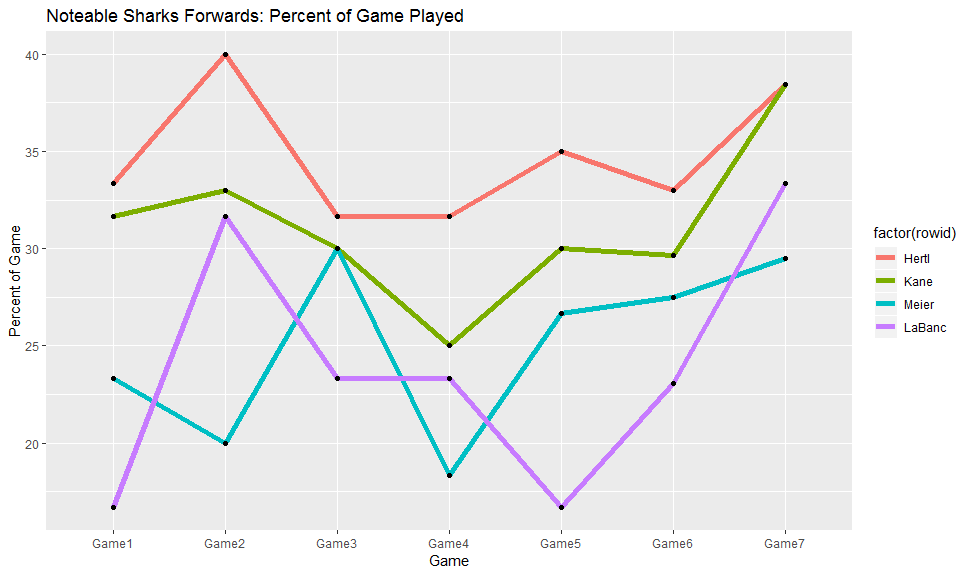 Noteable Sharks Forwards: Percent of Game Played
Percent of Game
40
35
30
25
20
Game1 Game2 Game3 Game4 Game5 Game6 Game7
Game
factor(rowid)
Hertl
Kane
Meier
LaBanc